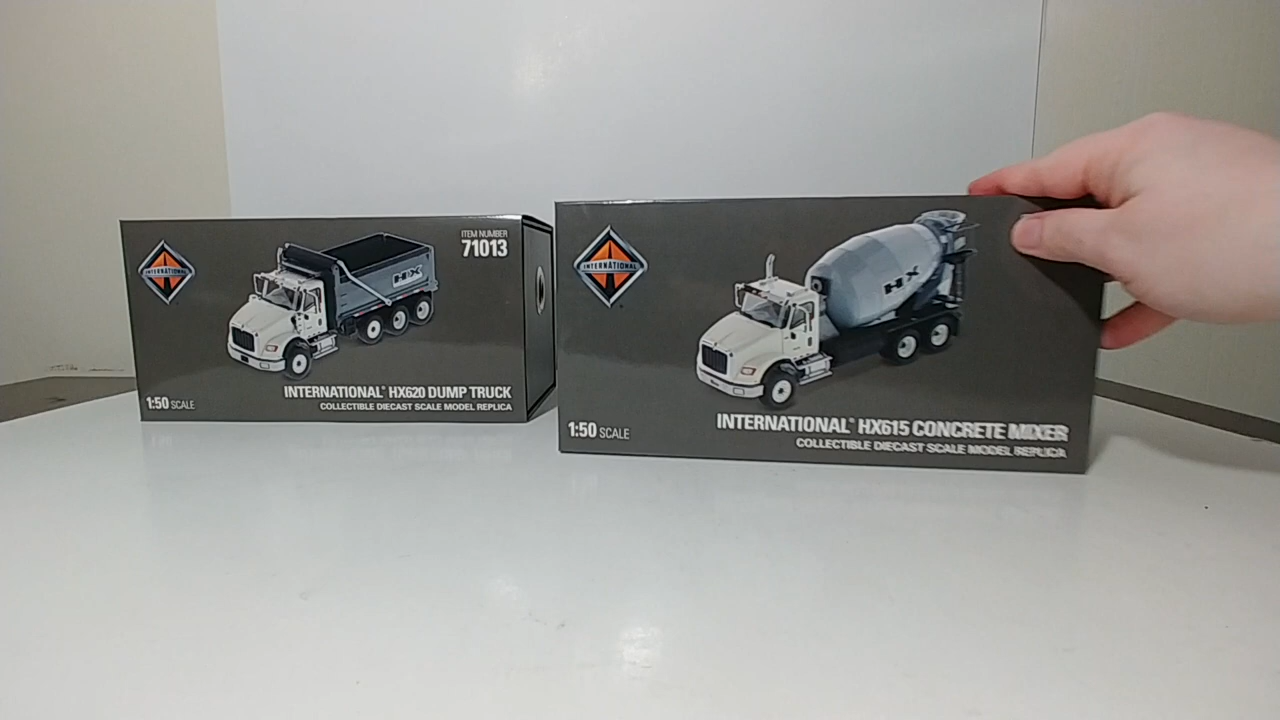 INTERNATIONAL
ITEM NUMBER
71013
HX
INTERNATIONAL® HX620 DUMP TRUCK
1:50 SCALE
COLLECTIBLE DIECAST SCALE MODEL REPLICA
INTERNATIONAL
HX
INTERNATIONAL® HX615 CONCRETE MIXER
1:50 SCALE
COLLECTIBLE DIECAST SCALE MODEL REPLICA